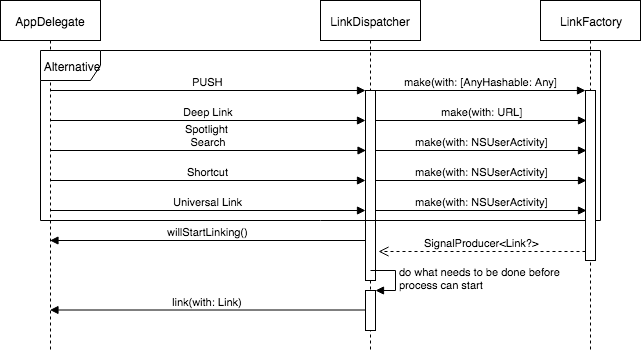 AppDelegate
LinkDispatcher
LinkFactory
Alternative
PUSH
make(with: [AnyHashable: Any]
Deep Link
make(with: URL]
Spotlight
Search
make(with: NSUserActivity]
Shortcut
make(with: NSUserActivity]
Universal Link
make(with: NSUserActivity]
willStartLinking()
SignalProducer<Link?>
do what needs to be done before
process can start
link(with: Link)